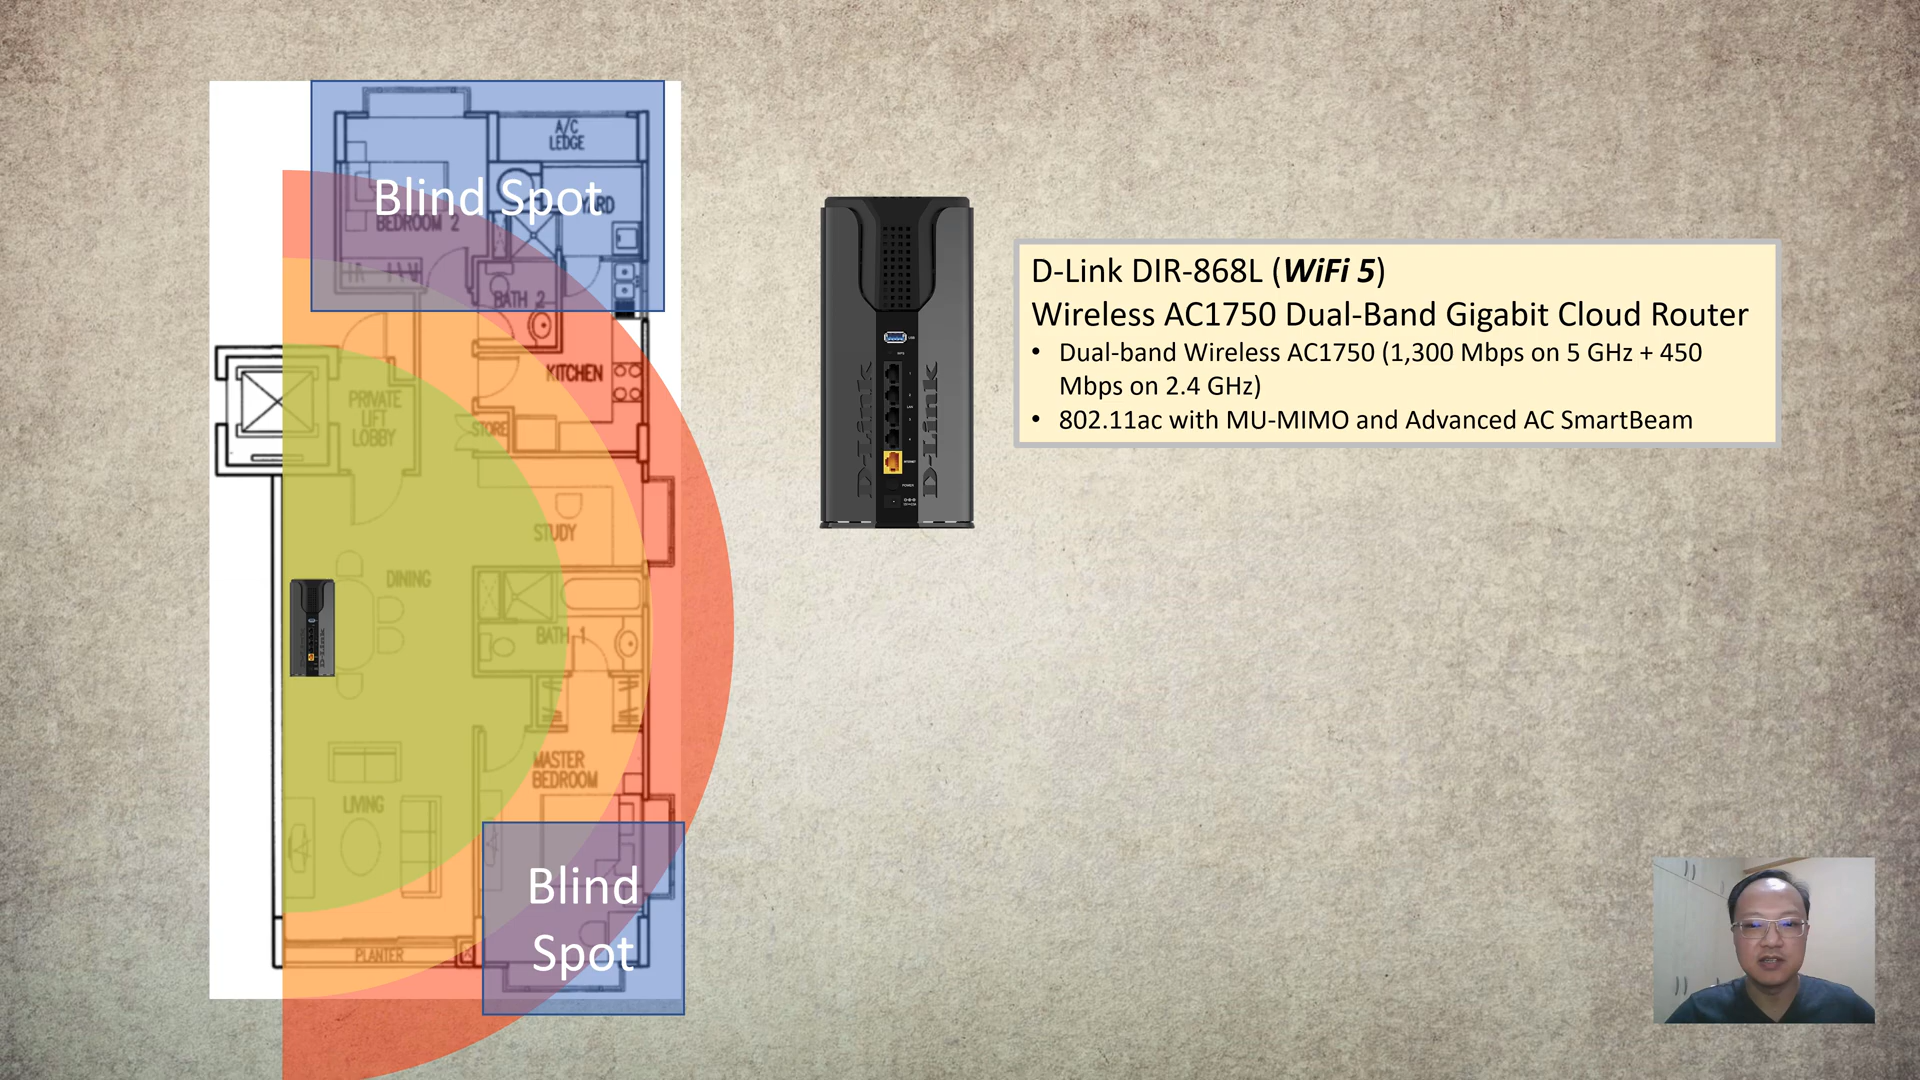 A/C
LEDGE
Blind Spot
YARD
BEDROOM 2
BATH 2
KITCHEN
PRIVATE
LIFT
LOBBY
STORE
STUDY
DINING
BATH 1
MASTER
BEDROOM
LIVING
Blind
Spot
PLANTER
D-Link
D-Link
INTERNET
POWER
D-Link DIR-868L (WiFi 5)
Wireless AC1750 Dual-Band Gigabit Cloud Router
• Dual-band Wireless AC1750 (1,300 Mbps on 5 GHz + 450
Mbps on 2.4 GHz)
• 802.11ac with MU-MIMO and Advanced AC SmartBeam